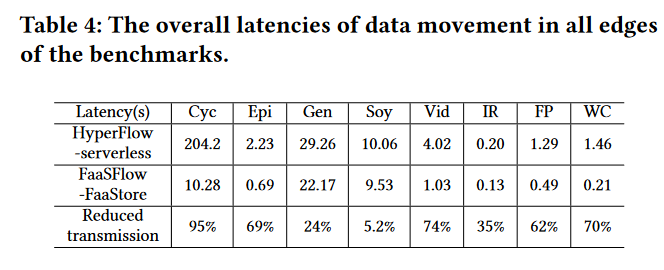 Table 4: The overall latencies of data movement in all edges
of the benchmarks.
Latency(s) Cyc Epi Gen Soy Vid IR FP WC
HyperFlow
-serverless 204.2 2.23 29.26 10.06 4.02 0.20 1.29 1.46
FaaSFlow
-FaaStore 10.28 0.69 22.17 9.53 1.03 0.13 0.49 0.21
Reduced
transmission 95% 69% 24% 5.2% 74% 35% 62% 70%